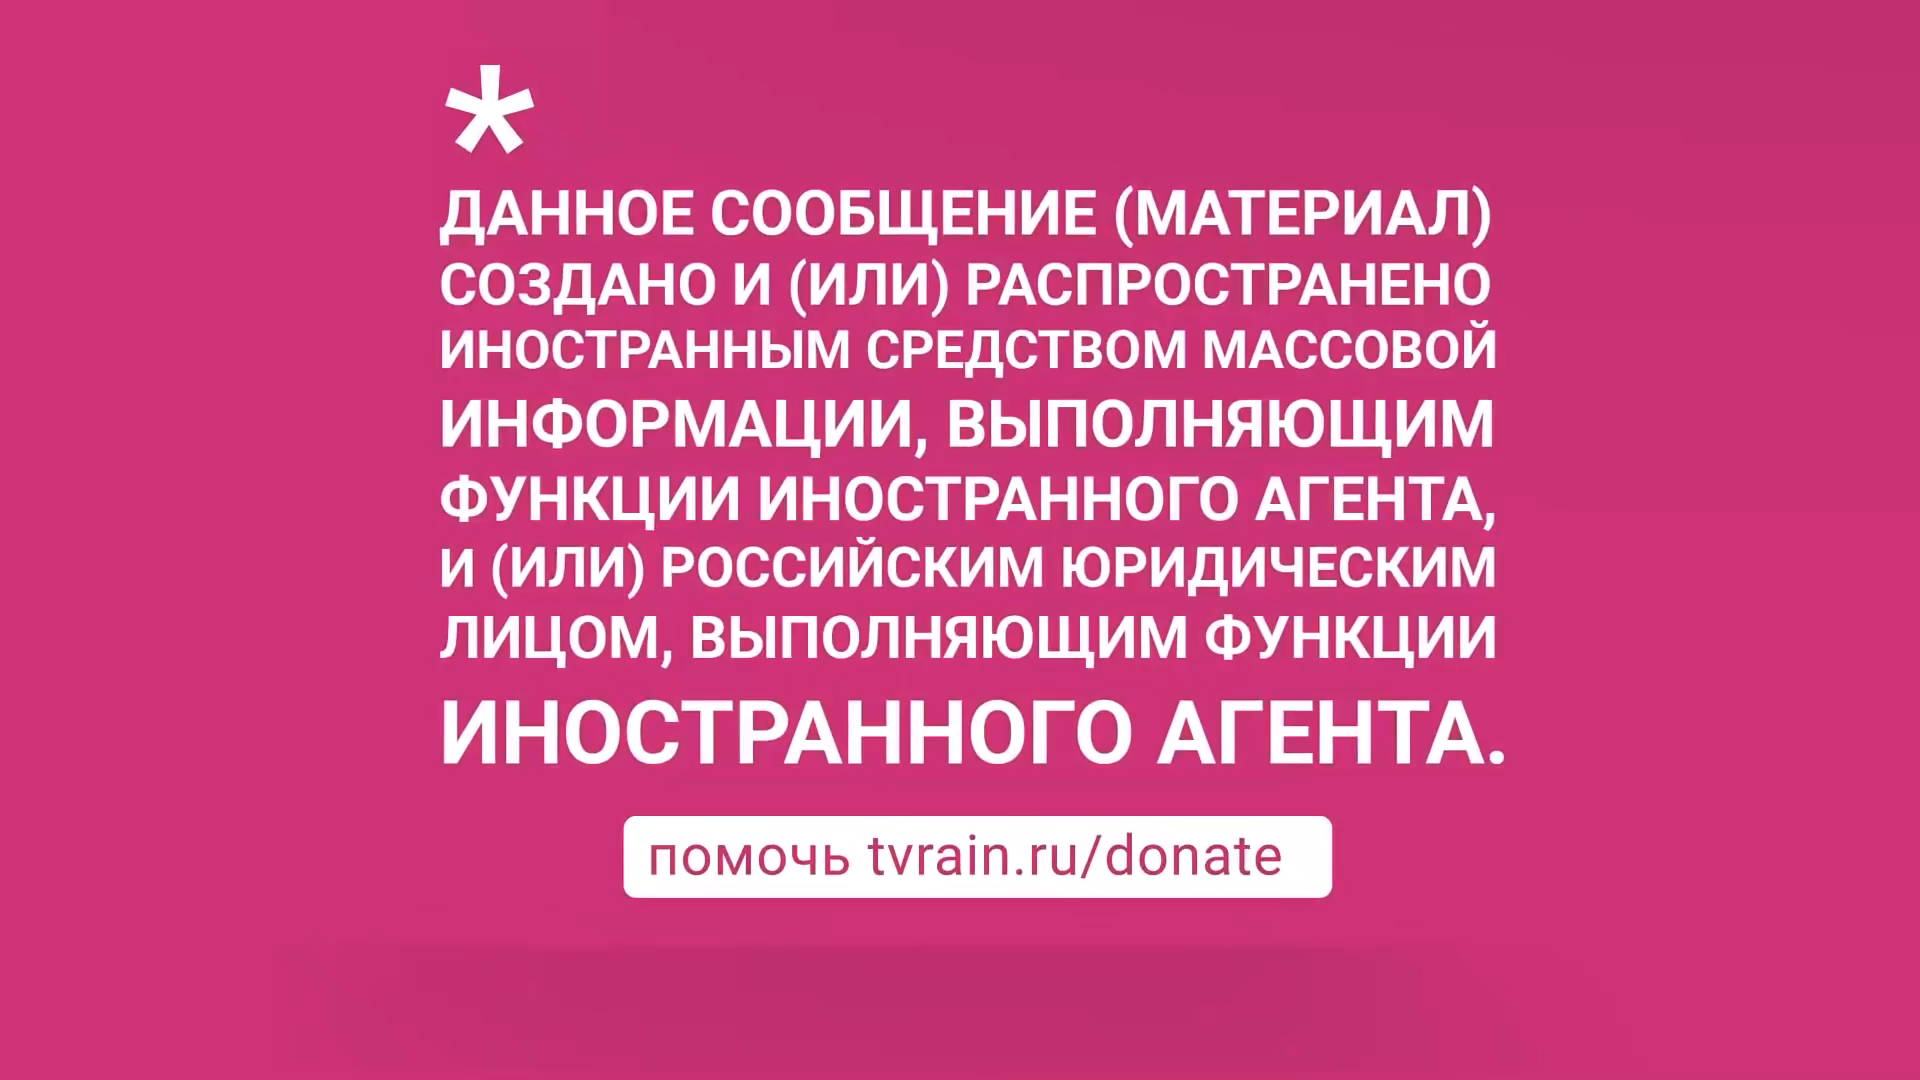 *
ДАННОЕ СООБЩЕНИЕ (МАТЕРИАЛ)
СОЗДАНО И (ИЛИ) РАСПРОСТРАНЕНО
ИНОСТРАННЫМ СРЕДСТВОМ МАССОВОЙ
ИНФОРМАЦИИ, ВЫПОЛНЯЮЩИМ
ФУНКЦИИ ИНОСТРАННОГО АГЕНТА,
И (ИЛИ) РОССИЙСКИМ ЮРИДИЧЕСКИМ
ЛИЦОМ, ВЫПОЛНЯЮЩИМ ФУНКЦИИ
ИНОСТРАННОГО АГЕНТА.
помочь tvrain.ru/donate